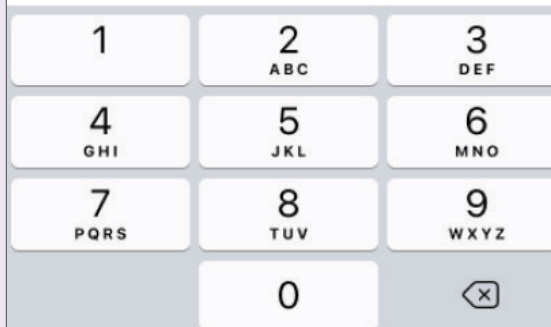 1 2 3
ABC DEF
4 5 6
GHI JKL MNO
7 8 9
PQRS TUV WXYZ
0